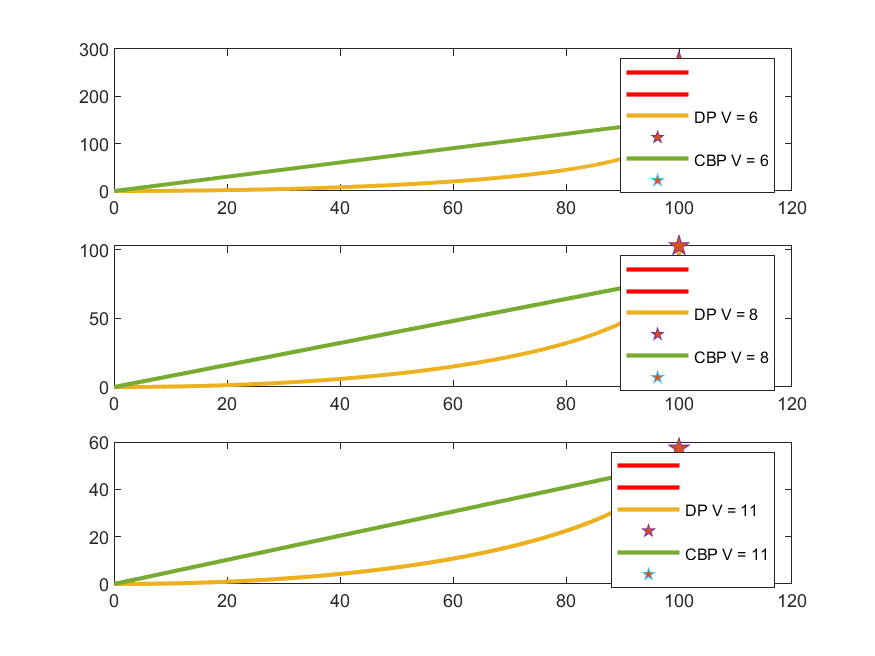 300
200
100
0
0 20 40 60 80 100 120
DP V = 6
CBP V = 6
100
50
0
0 20 40 60 80 100 120
DP V = 8
CBP V = 8
60
40
20
0
0 20 40 60 80 100 120
DP V = 11
CBP V = 11